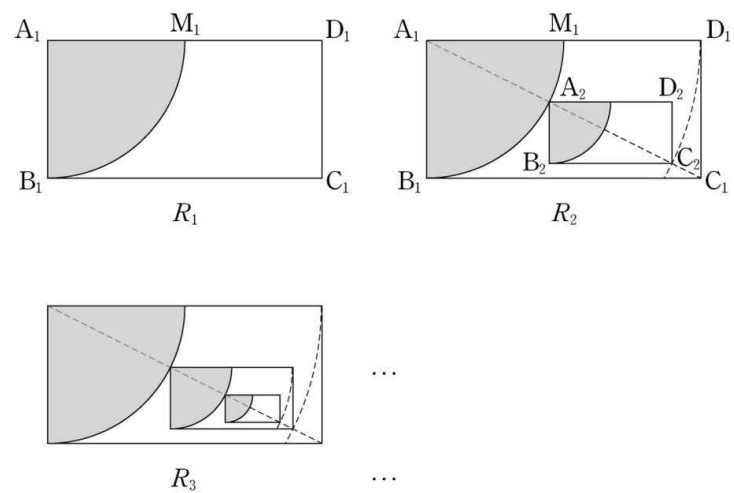 A₁ M₁ D₁
B₁ C₁
R₁
A₁ M₁ D₁
A₂ D₂
B₂ C₂
B₁ C₁
R₂
R₃
...
...